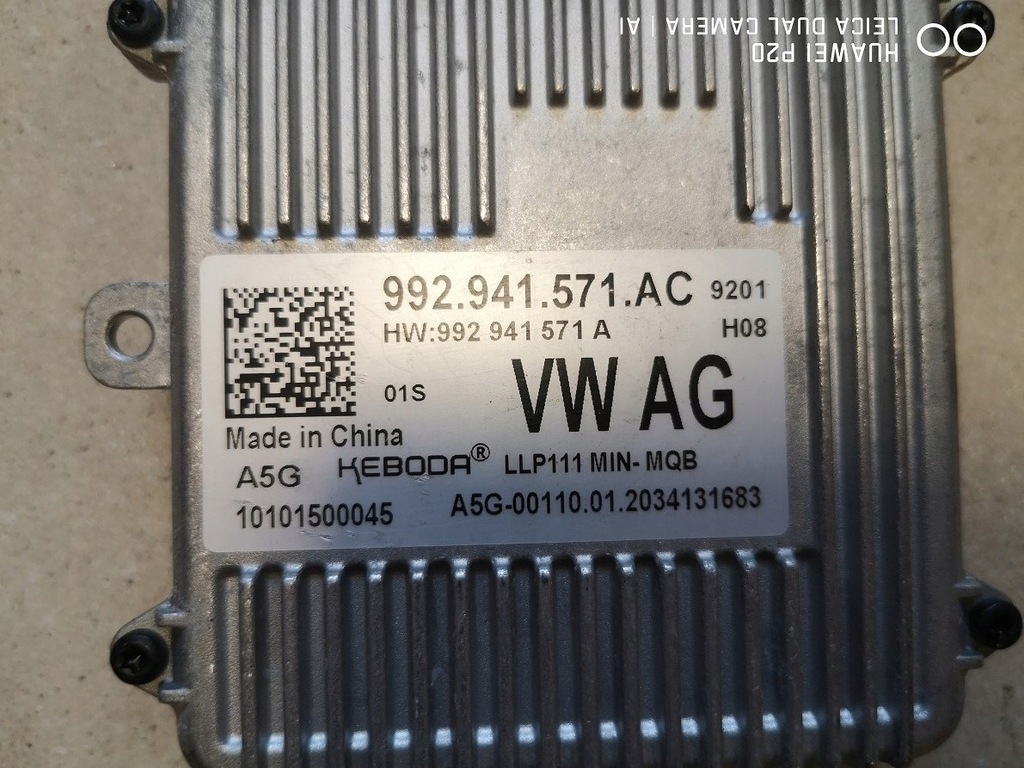 HUAWEI P20
LEICA DUAL CAMERA | AI
992.941.571.AC 9201
HW:992 941 571 A H08
01S VW AG
Made in China
A5G KEBODA® LLP111 MIN- MQB
10101500045 A5G-00110.01.2034131683